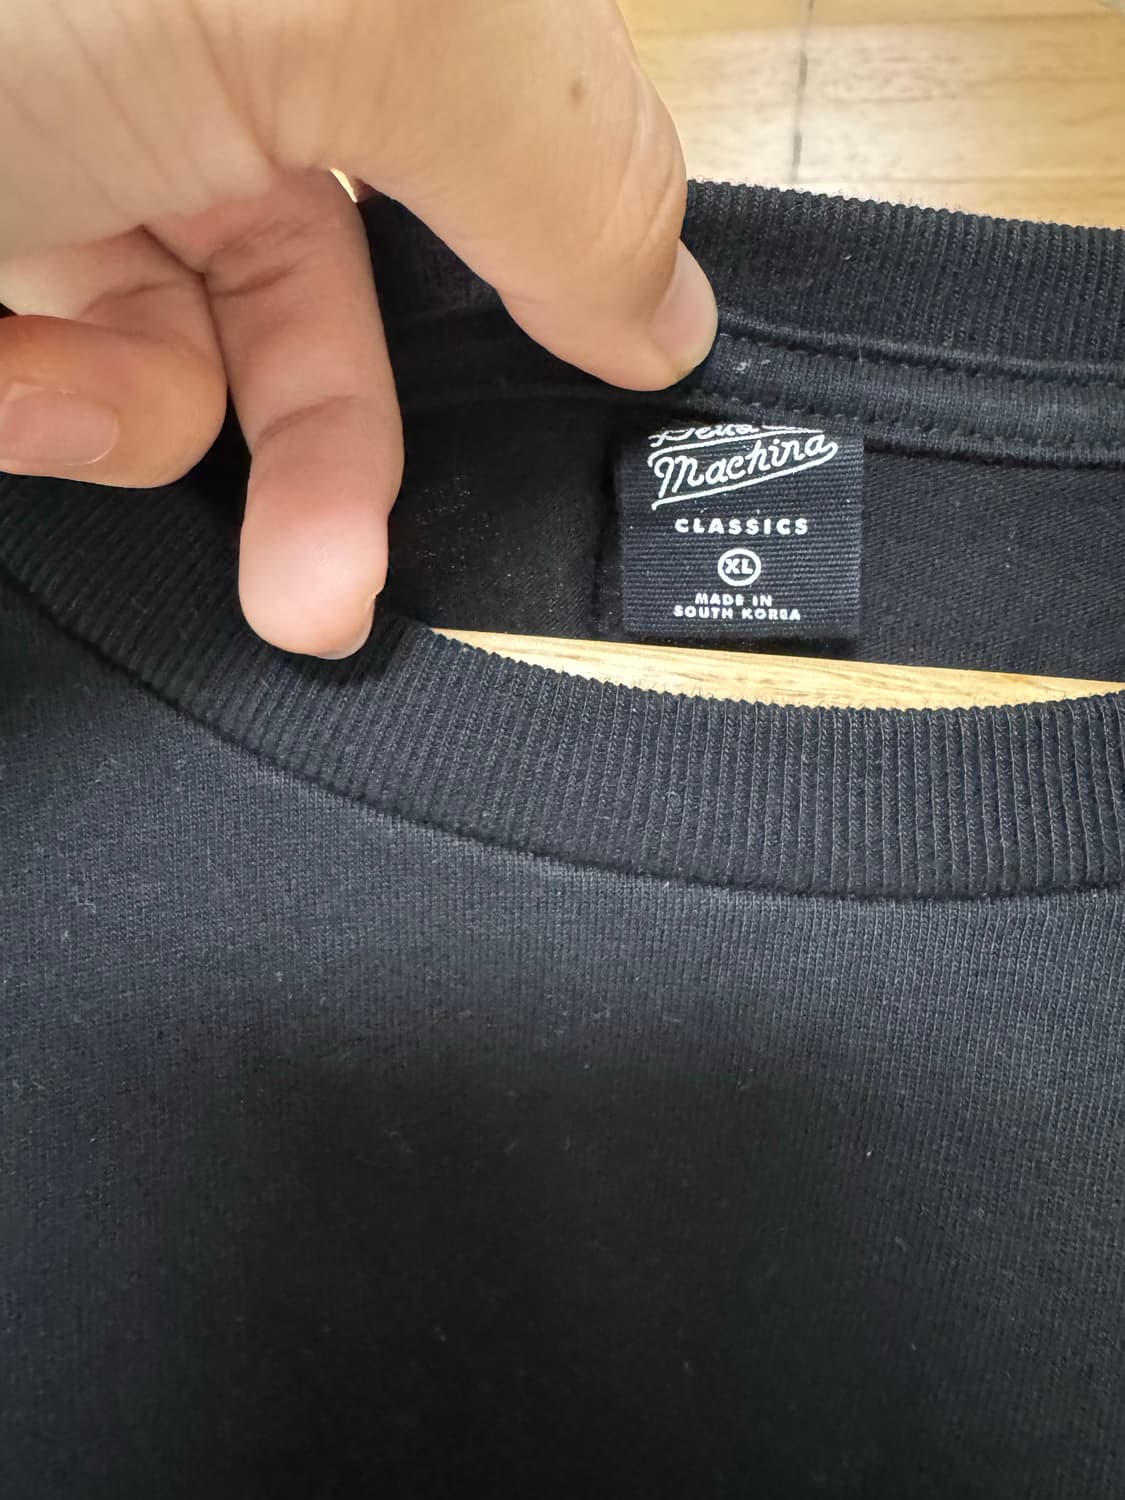 Machina
CLASSICS
XL
MADE IN
SOUTH KOREA